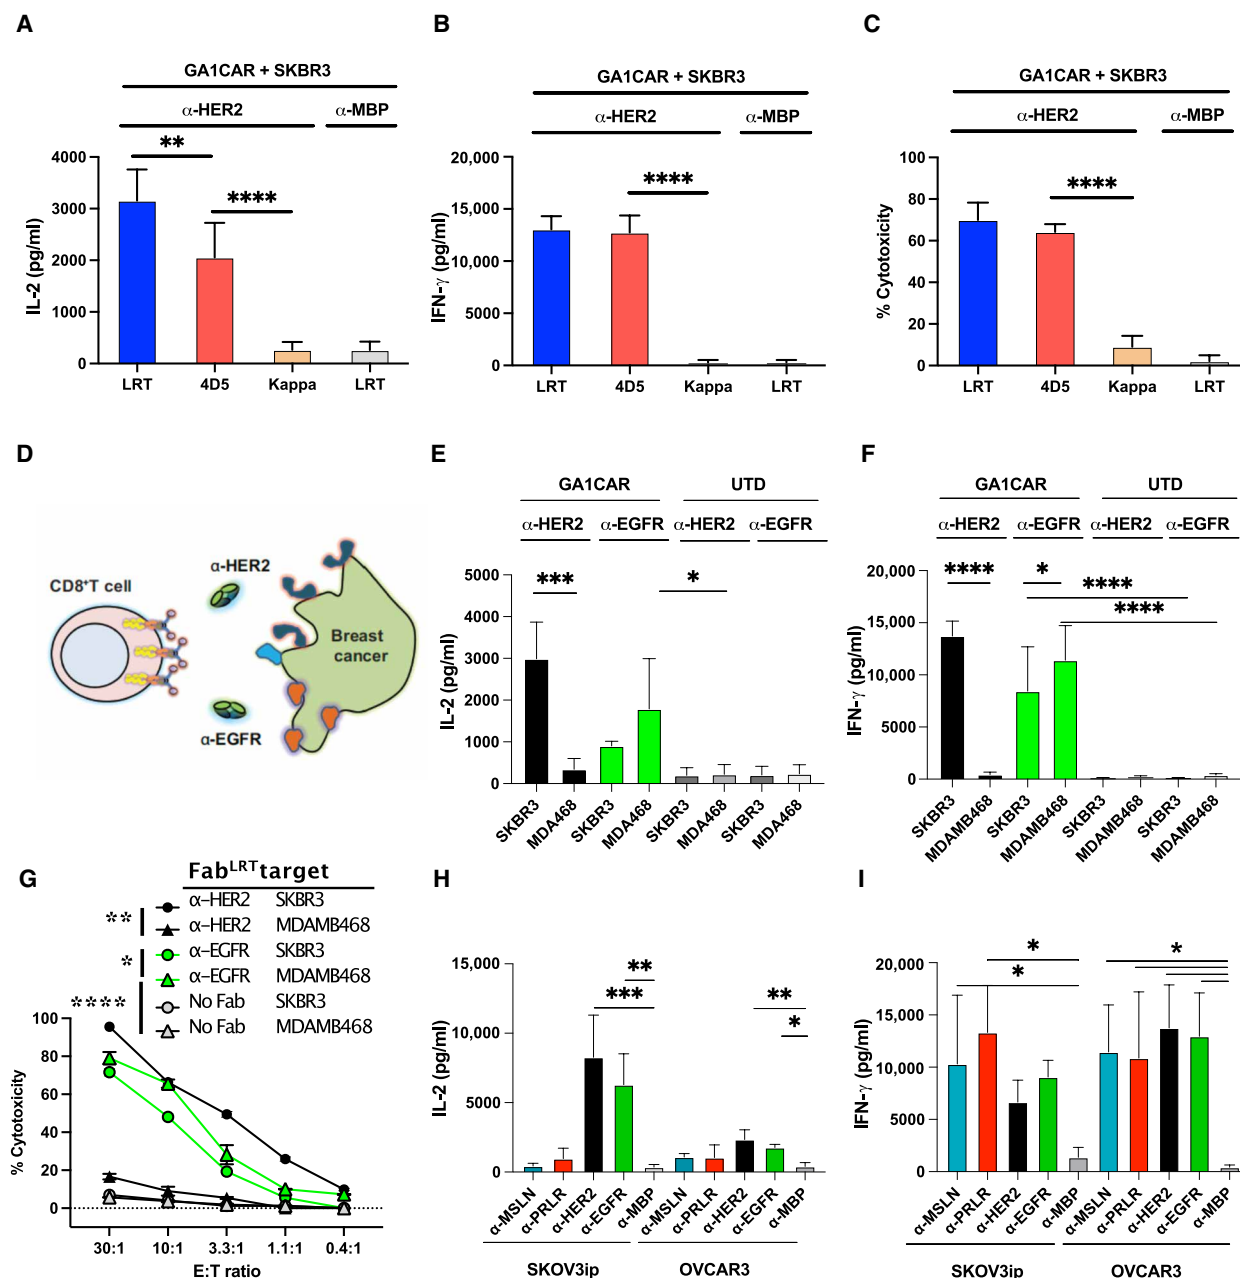 A
GA1CAR + SKBR3
α-HER2 α-MBP
**
****
4000
3000
2000
1000
0
IL-2 (pg/ml)
LRT 4D5 Kappa LRT
B
GA1CAR + SKBR3
α-HER2 α-MBP
****
20,000
15,000
10,000
5000
0
IFN-γ (pg/ml)
LRT 4D5 Kappa LRT
C
GA1CAR + SKBR3
α-HER2 α-MBP
****
100
80
60
40
20
0
% Cytotoxicity
LRT 4D5 Kappa LRT
D
CD8⁺T cell
α-HER2
α-EGFR
Breast
cancer
E
GA1CAR UTD
α-HER2 α-EGFR α-HER2 α-EGFR
*** *
5000
4000
3000
2000
1000
0
IL-2 (pg/ml)
SKBR3 MDA468 SKBR3 MDA468 SKBR3 MDA468 SKBR3 MDA468
F
GA1CAR UTD
α-HER2 α-EGFR α-HER2 α-EGFR
**** * ****
****
20,000
15,000
10,000
5000
0
IFN-γ (pg/ml)
SKBR3 MDAMB468 SKBR3 MDAMB468 SKBR3 MDAMB468 SKBR3 MDAMB468
G
Fabᴸᴿᵀ target
α-HER2 SKBR3
α-HER2 MDAMB468
α-EGFR SKBR3
α-EGFR MDAMB468
No Fab SKBR3
No Fab MDAMB468
**
*
****
100
80
60
40
20
0
% Cytotoxicity
30:1 10:1 3.3:1 1.1:1 0.4:1
E:T ratio
H
**
***
**
*
15,000
10,000
5000
0
IL-2 (pg/ml)
α-MSLN α-PRLR α-HER2 α-EGFR α-MBP α-MSLN α-PRLR α-HER2 α-EGFR α-MBP
SKOV3ip OVCAR3
I
*
*
*
20,000
15,000
10,000
5000
0
IFN-γ (pg/ml)
α-MSLN α-PRLR α-HER2 α-EGFR α-MBP α-MSLN α-PRLR α-HER2 α-EGFR α-MBP
SKOV3ip OVCAR3